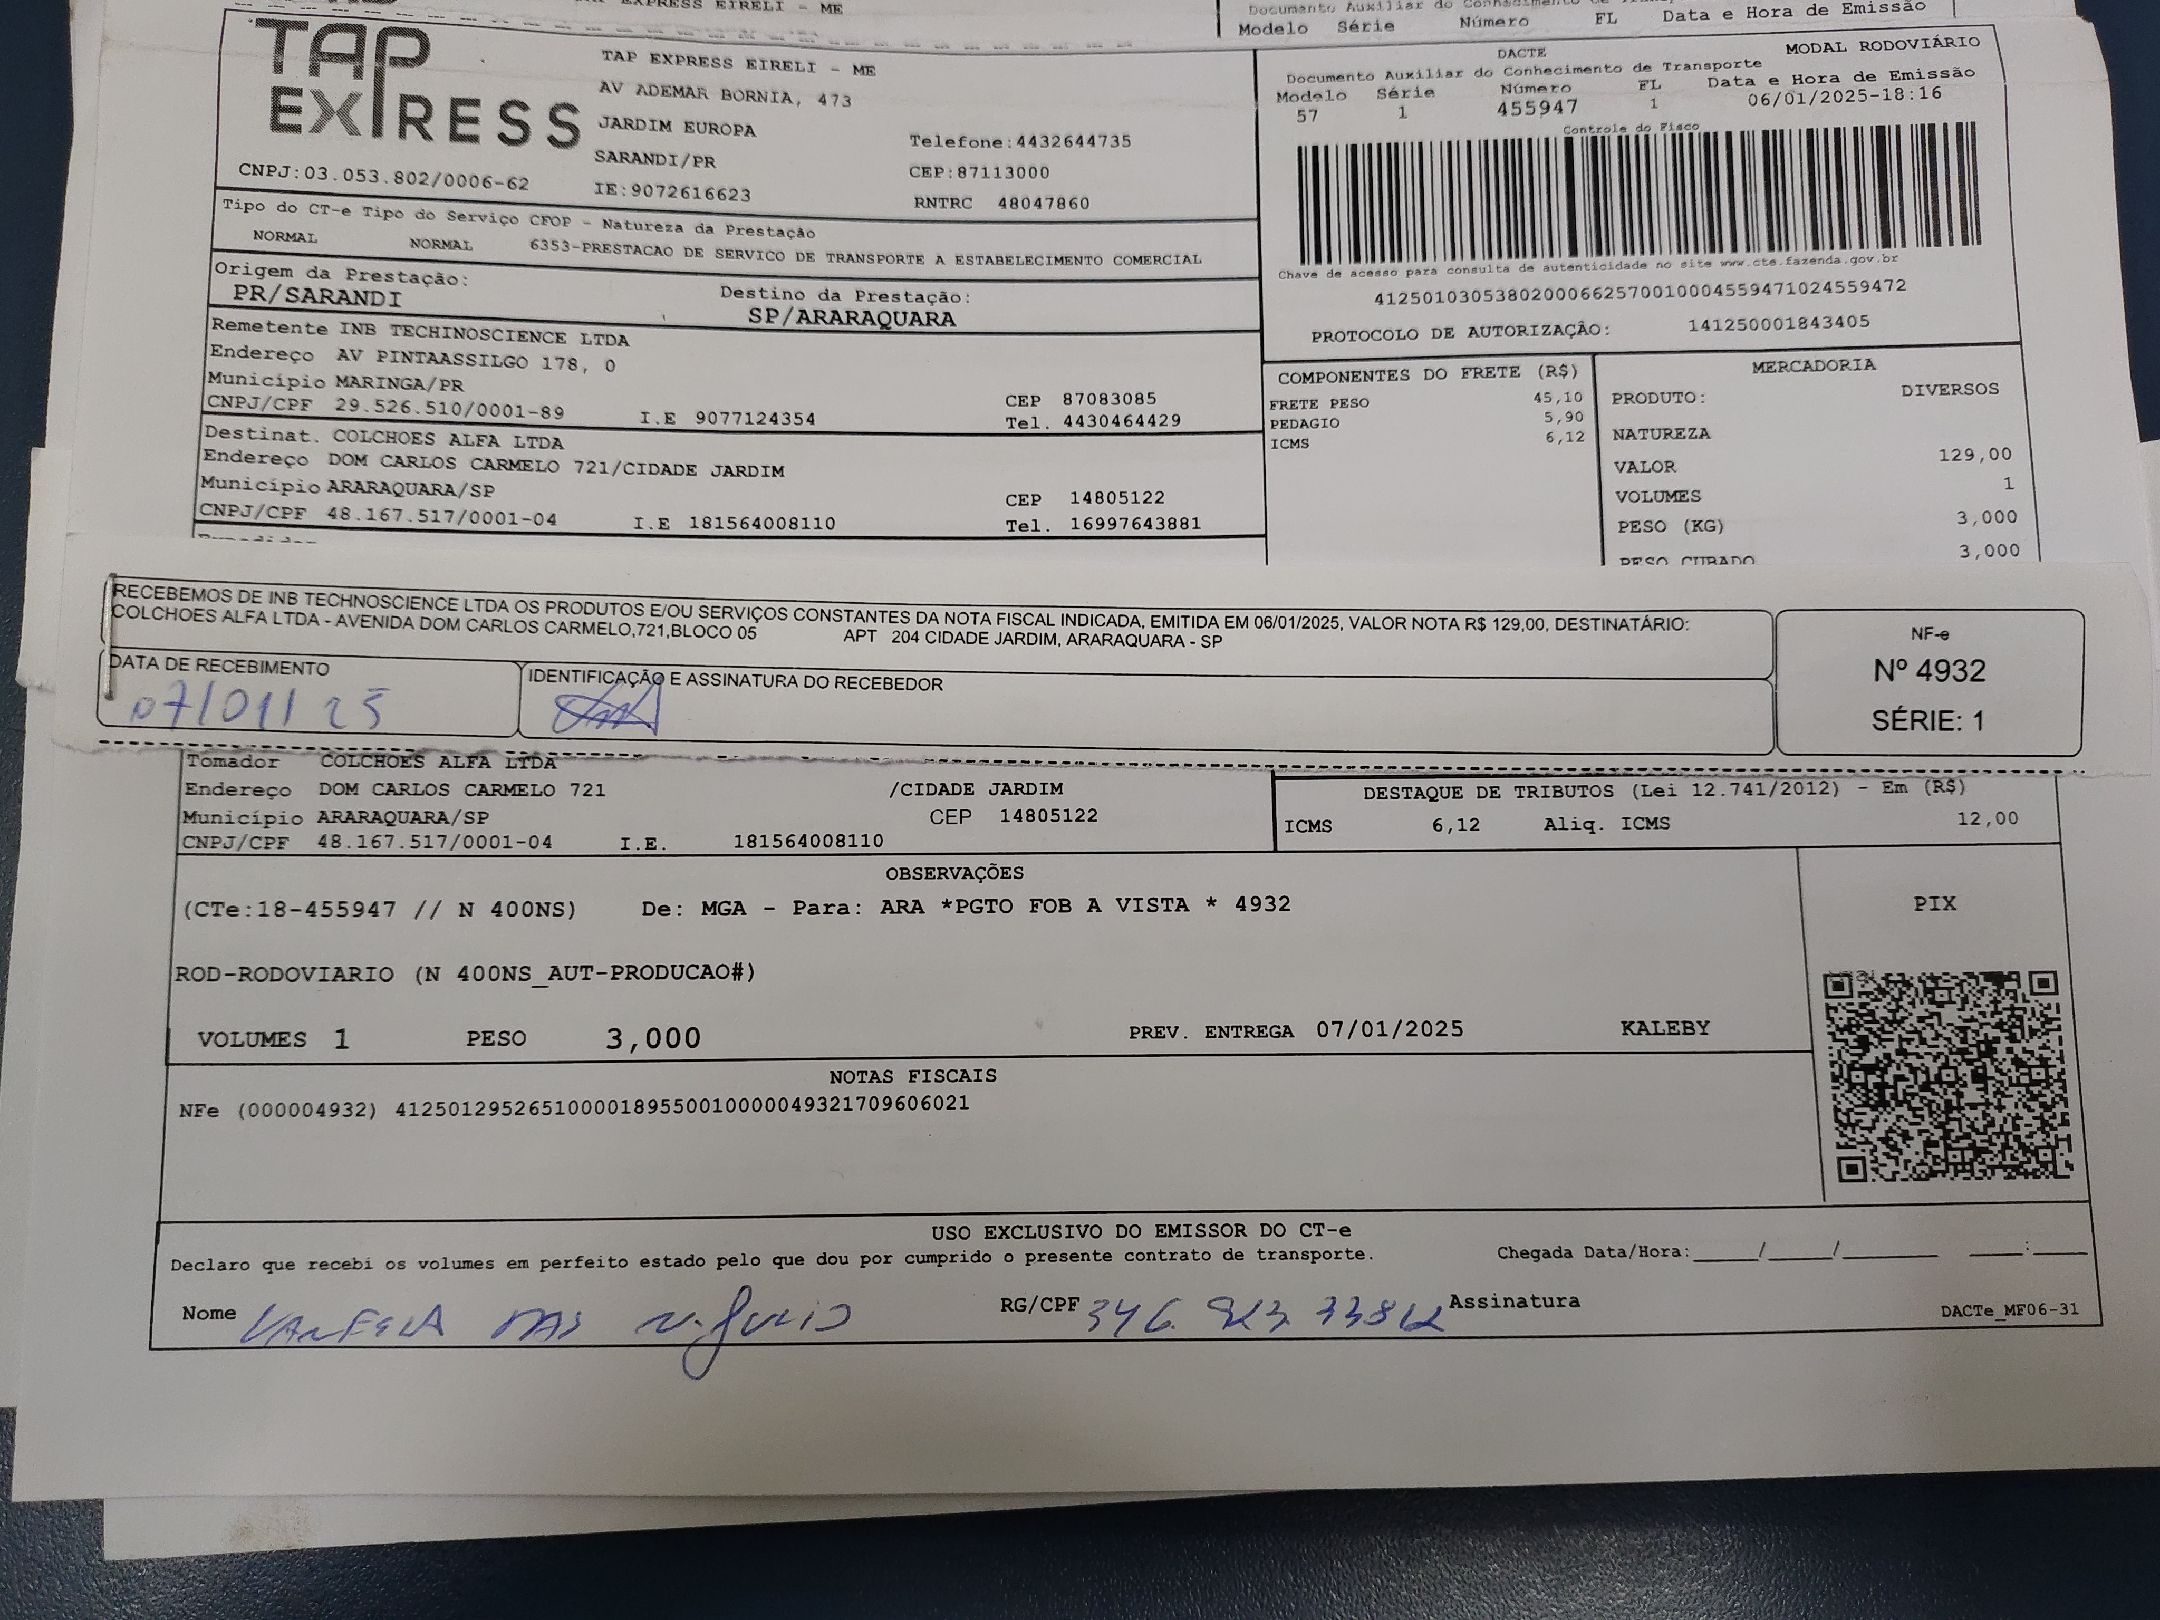 EXPRESS EIRELI - ME
Documento Auxiliar do Conhecimento de
Modelo Série Número FL Data e Hora de Emissão
TAP EXPRESS
TAP EXPRESS EIRELI - ME
AV ADEMAR BORNIA, 473
JARDIM EUROPA Telefone:4432644735
SARANDI/PR CEP:87113000
CNPJ:03.053.802/0006-62 IE:9072616623 RNTRC 48047860
DACTE MODAL RODOVIÁRIO
Documento Auxiliar do Conhecimento de Transporte
Modelo Série Número FL Data e Hora de Emissão
57 1 455947 1 06/01/2025-18:16
Controle do Fisco
Chave de acesso para consulta de autenticidade no site www.cte.fazenda.gov.br
41250103053802000662570010004559471024559472
PROTOCOLO DE AUTORIZAÇÃO: 141250001843405
Tipo do CT-e Tipo do Serviço CFOP - Natureza da Prestação
NORMAL NORMAL 6353-PRESTACAO DE SERVICO DE TRANSPORTE A ESTABELECIMENTO COMERCIAL
Origem da Prestação: Destino da Prestação:
PR/SARANDI SP/ARARAQUARA
Remetente INB TECHINOSCIENCE LTDA
Endereço AV PINTAASSILGO 178, 0
Município MARINGA/PR CEP 87083085
CNPJ/CPF 29.526.510/0001-89 I.E 9077124354 Tel. 4430464429
Destinat. COLCHOES ALFA LTDA
Endereço DOM CARLOS CARMELO 721/CIDADE JARDIM
Município ARARAQUARA/SP CEP 14805122
CNPJ/CPF 48.167.517/0001-04 I.E 181564008110 Tel. 16997643881
COMPONENTES DO FRETE (R$)
FRETE PESO 45,10
PEDAGIO 5,90
ICMS 6,12
MERCADORIA
PRODUTO: DIVERSOS
NATUREZA
VALOR 129,00
VOLUMES 1
PESO (KG) 3,000
PESO CUBADO 3,000
RECEBEMOS DE INB TECHNOSCIENCE LTDA OS PRODUTOS E/OU SERVIÇOS CONSTANTES DA NOTA FISCAL INDICADA, EMITIDA EM 06/01/2025, VALOR NOTA R$ 129,00, DESTINATÁRIO:
COLCHOES ALFA LTDA - AVENIDA DOM CARLOS CARMELO,721,BLOCO 05 APT 204 CIDADE JARDIM, ARARAQUARA - SP
DATA DE RECEBIMENTO IDENTIFICAÇÃO E ASSINATURA DO RECEBEDOR
07/01/25
NF-e
Nº 4932
SÉRIE: 1
Tomador COLCHOES ALFA LTDA
Endereço DOM CARLOS CARMELO 721 /CIDADE JARDIM
Município ARARAQUARA/SP CEP 14805122
CNPJ/CPF 48.167.517/0001-04 I.E. 181564008110
DESTAQUE DE TRIBUTOS (Lei 12.741/2012) - Em (R$)
ICMS 6,12 Aliq. ICMS 12,00
OBSERVAÇÕES
(CTe:18-455947 // N 400NS) De: MGA - Para: ARA *PGTO FOB A VISTA * 4932
PIX
ROD-RODOVIARIO (N 400NS_AUT-PRODUCAO#)
VOLUMES 1 PESO 3,000 PREV. ENTREGA 07/01/2025 KALEBY
NOTAS FISCAIS
NFe (000004932) 41250129526510000189550010000049321709606021
USO EXCLUSIVO DO EMISSOR DO CT-e
Declaro que recebi os volumes em perfeito estado pelo que dou por cumprido o presente contrato de transporte. Chegada Data/Hora:_____/_____/_______ ____:____
Nome RG/CPF 346 Assinatura
DACTe_MF06-31